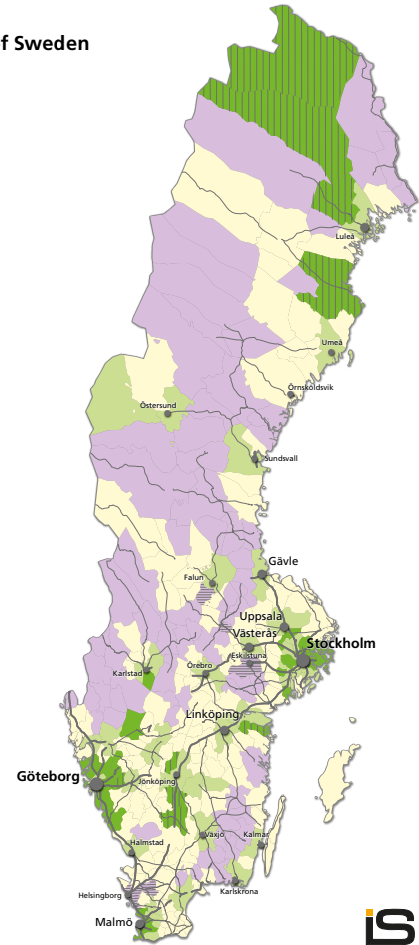 f Sweden
Luleå
Umeå
Örnsköldsvik
Östersund
Sundsvall
Gävle
Falun
Uppsala
Västerås
Stockholm
Eskilstuna
Karlstad
Örebro
Linköping
Göteborg
Jönköping
Halmstad
Växjö
Kalmar
Helsingborg
Karlskrona
Malmö
iS